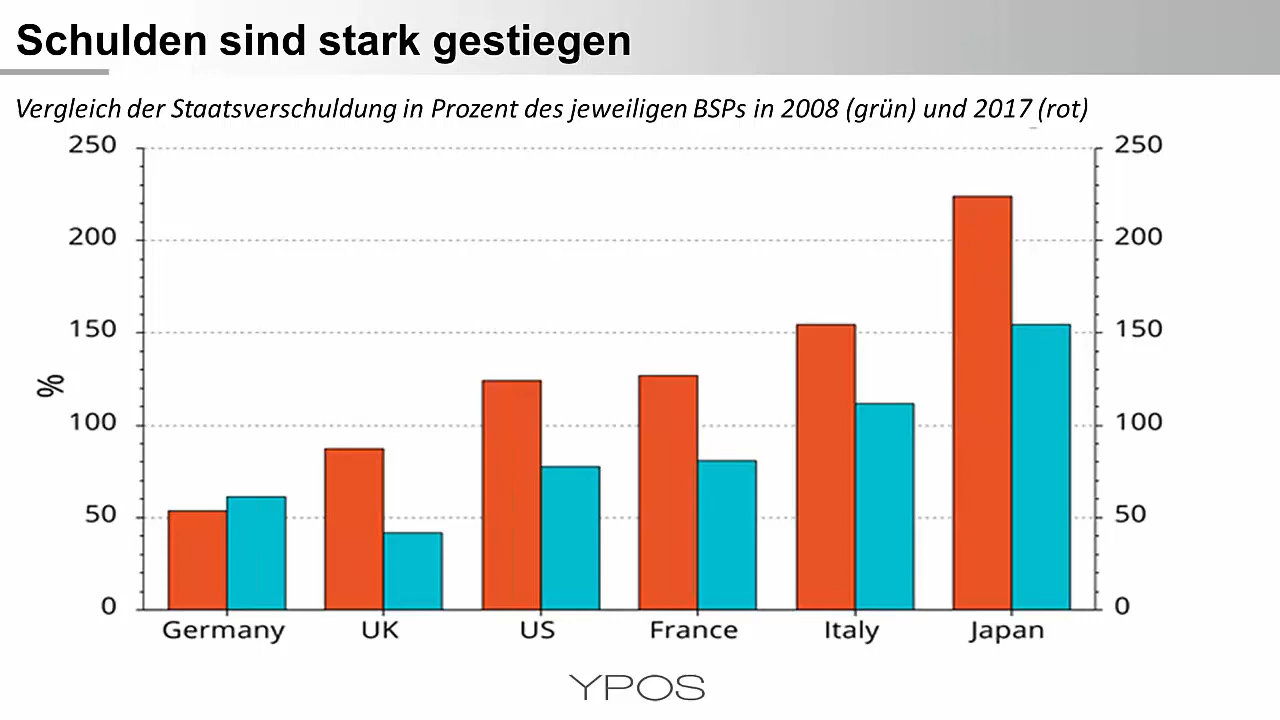 Schulden sind stark gestiegen
Vergleich der Staatsverschuldung in Prozent des jeweiligen BSPs in 2008 (grün) und 2017 (rot)
250 250
200 200
150 150
%
100 100
50 50
0 0
Germany UK US France Italy Japan
YPOS